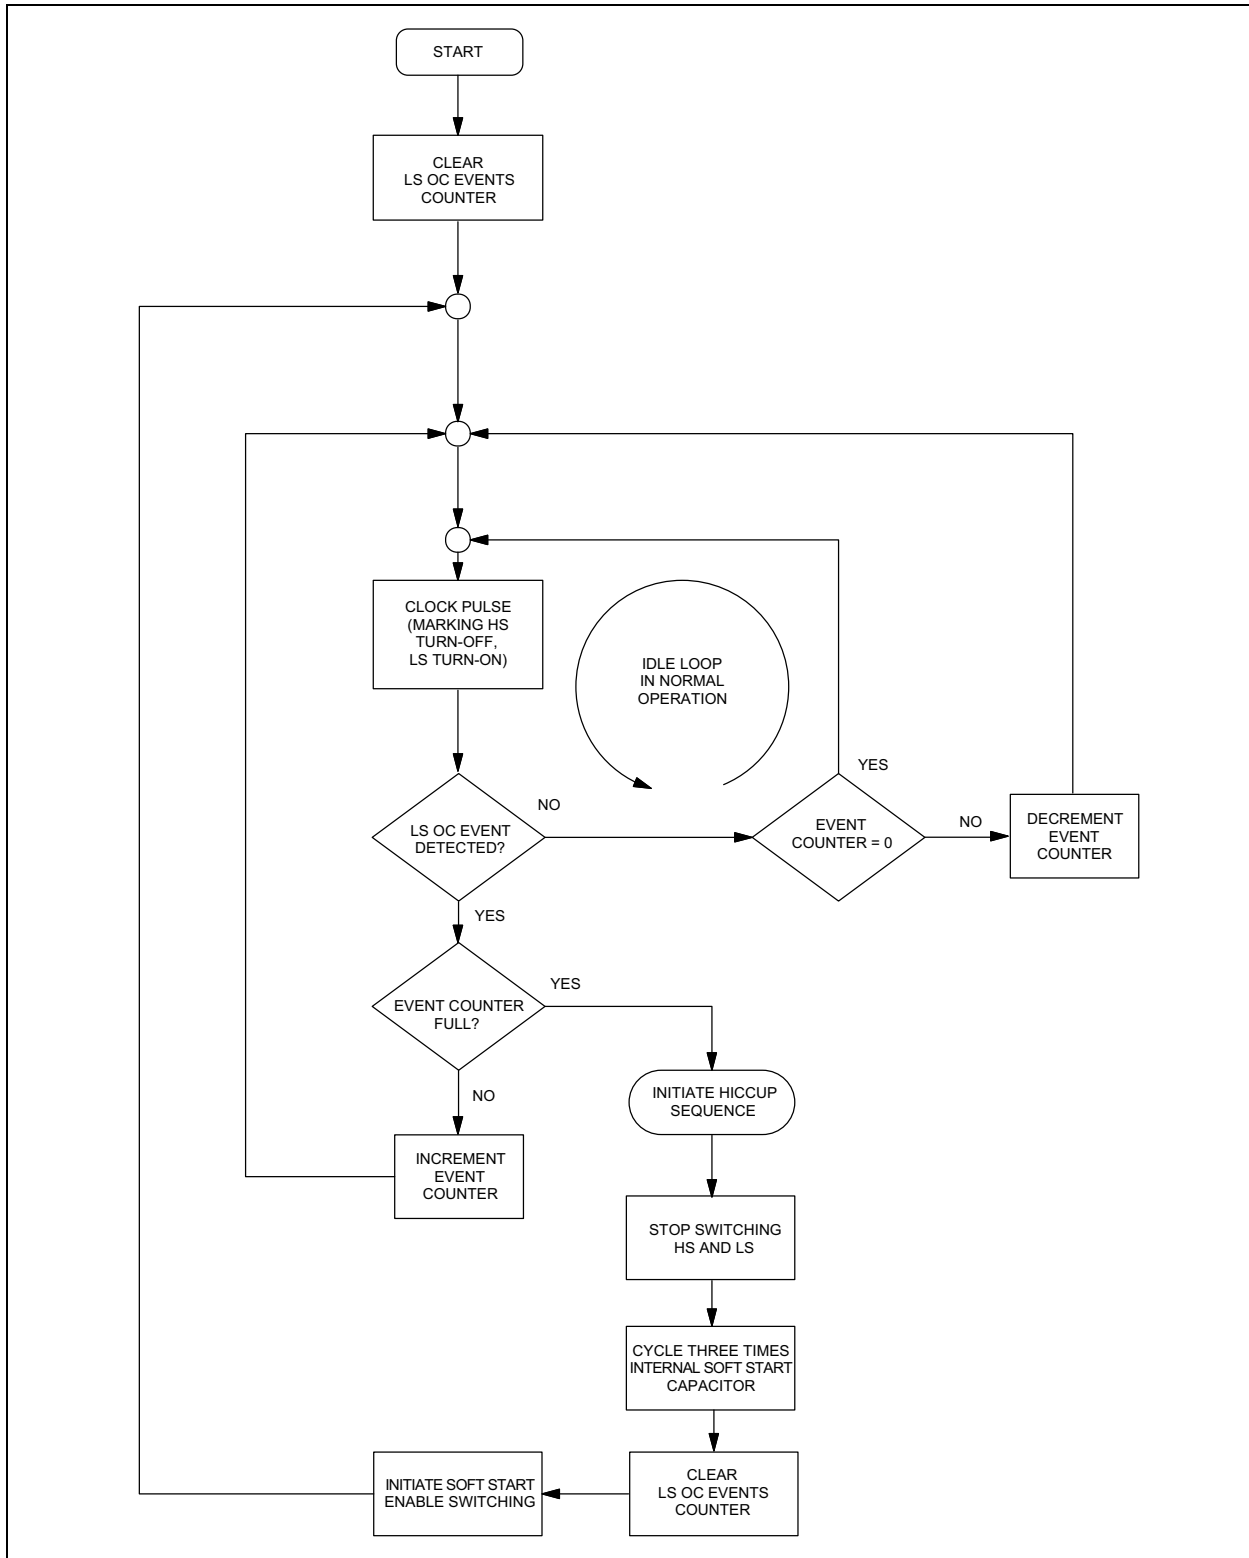 START
CLEAR
LS OC EVENTS
COUNTER
CLOCK PULSE
(MARKING HS
TURN-OFF,
LS TURN-ON)
IDLE LOOP
IN NORMAL
OPERATION
YES
NO
LS OC EVENT
DETECTED?
EVENT
COUNTER = 0
NO
DECREMENT
EVENT
COUNTER
YES
EVENT COUNTER
FULL?
YES
NO
INITIATE HICCUP
SEQUENCE
INCREMENT
EVENT
COUNTER
STOP SWITCHING
HS AND LS
CYCLE THREE TIMES
INTERNAL SOFT START
CAPACITOR
INITIATE SOFT START
ENABLE SWITCHING
CLEAR
LS OC EVENTS
COUNTER